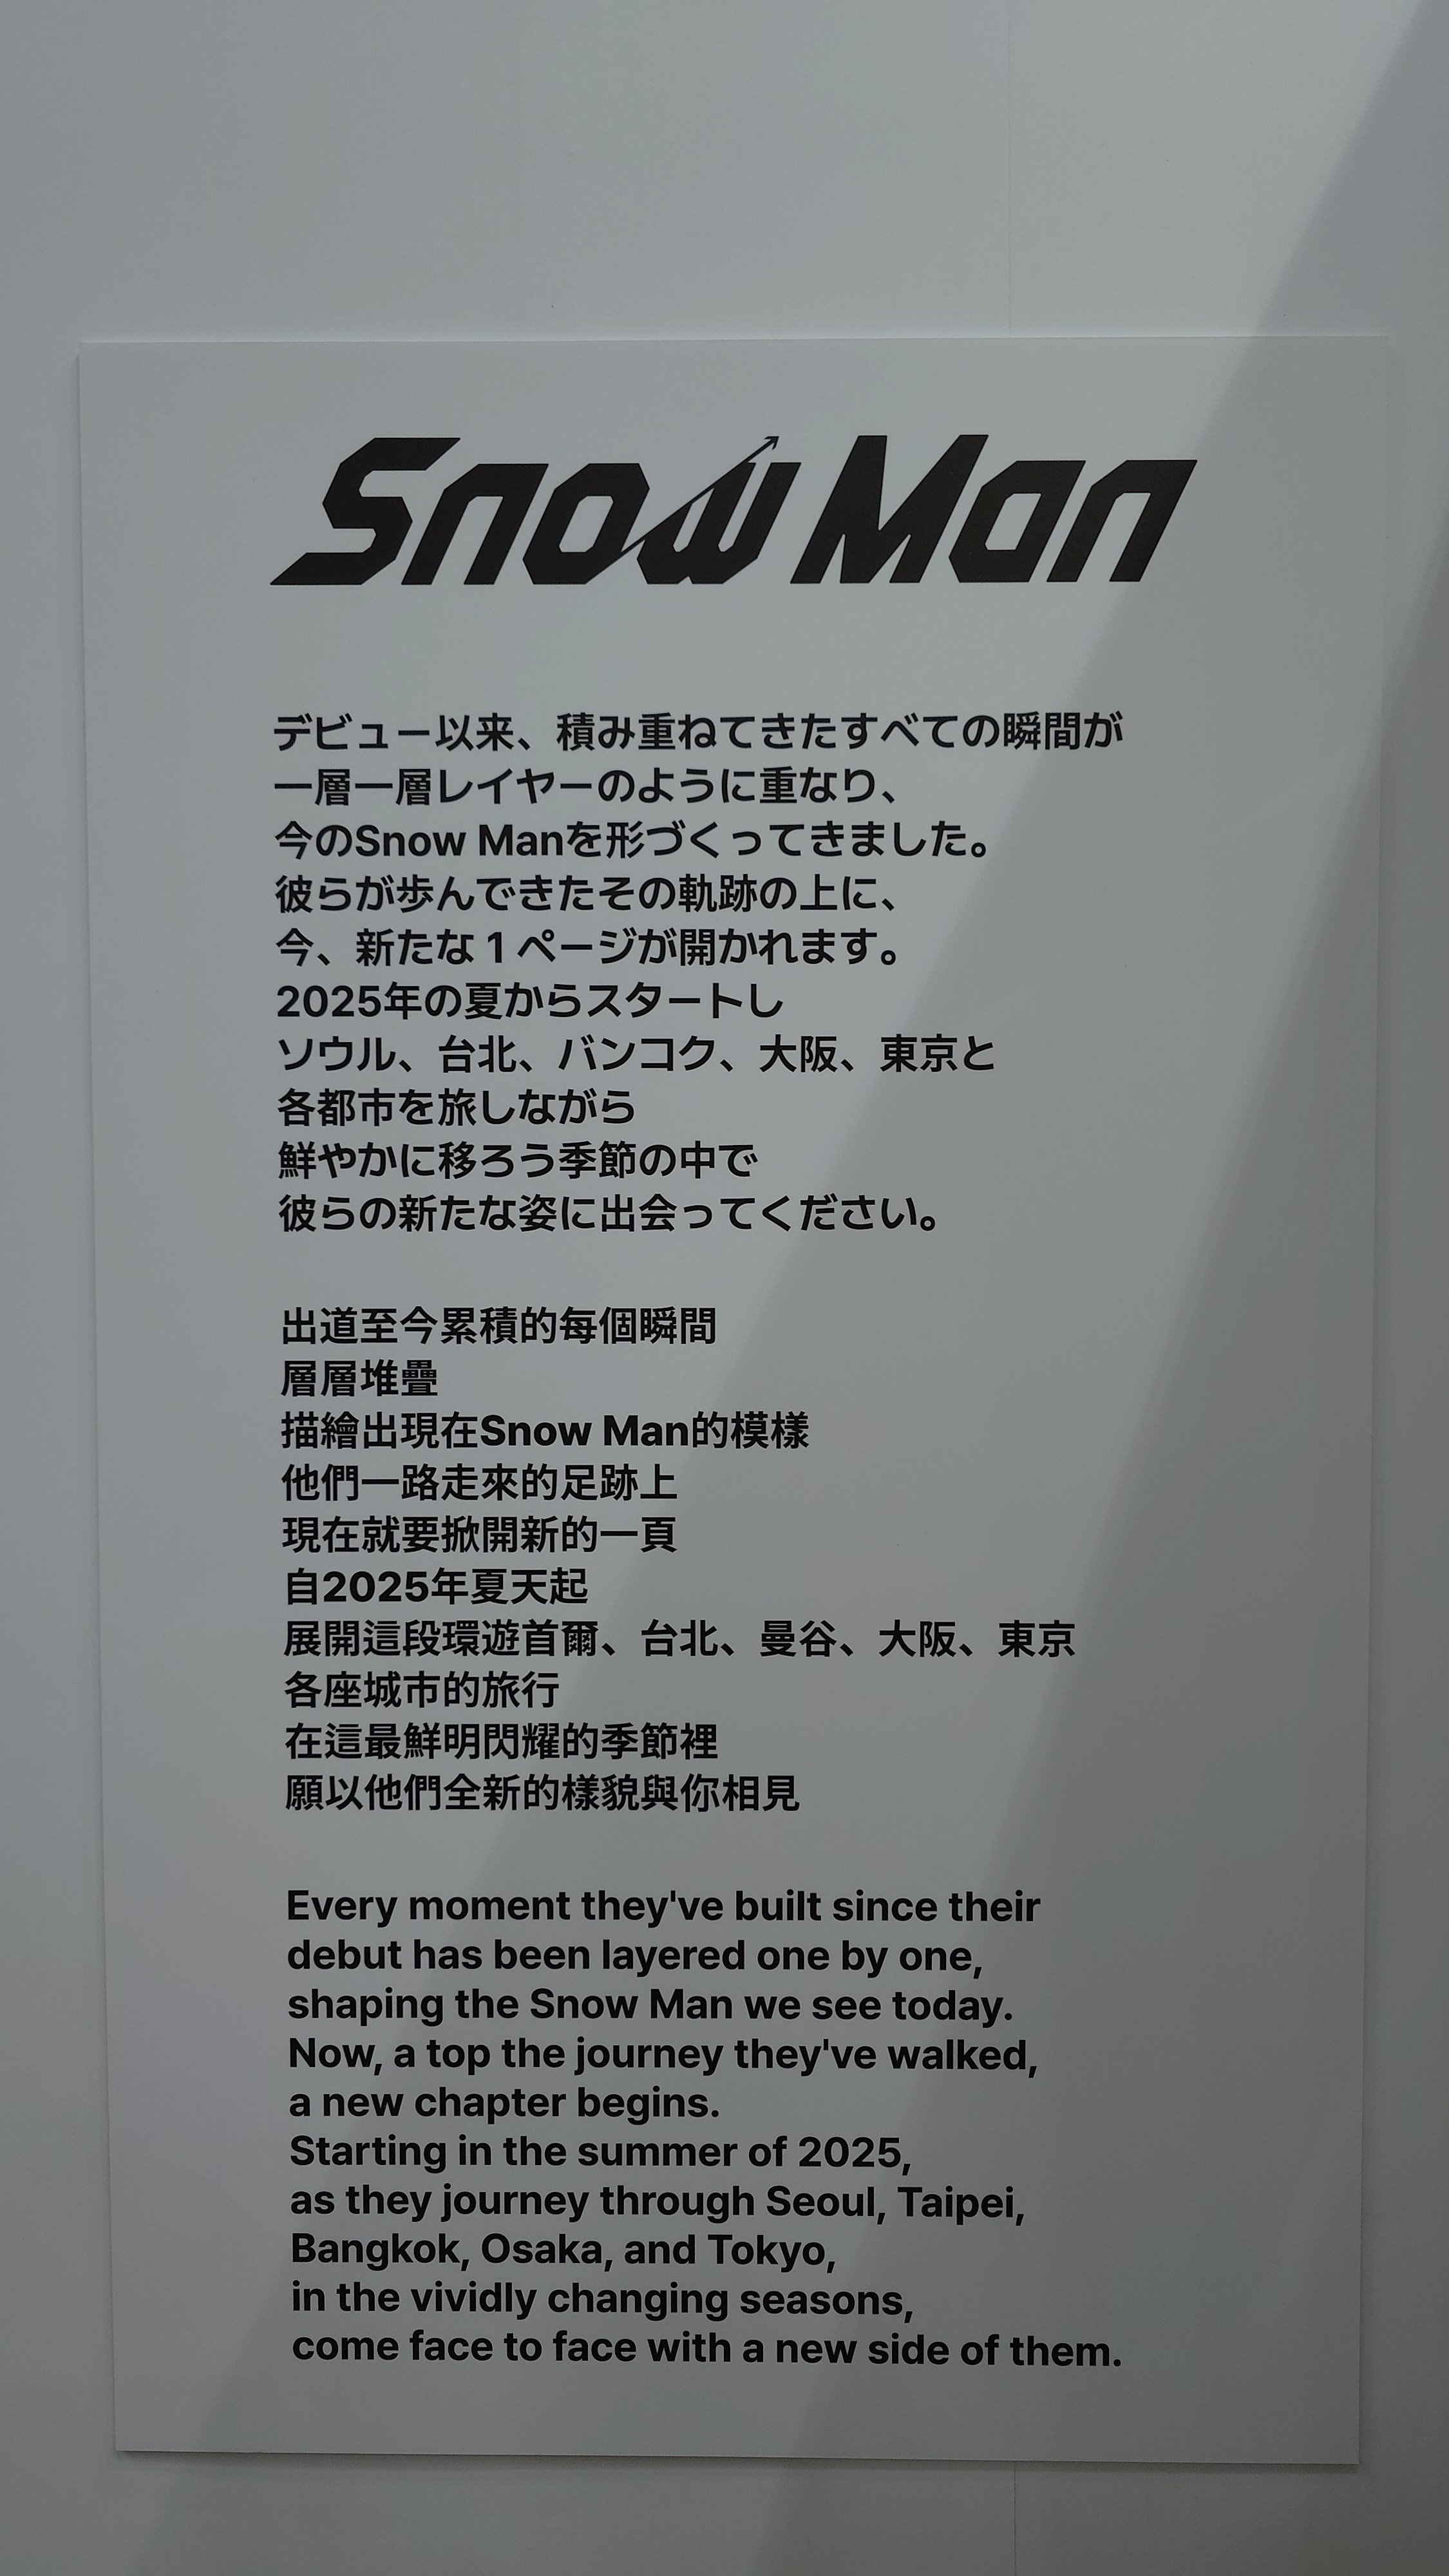 Snow Man
デビュー以来、積み重ねてきたすべての瞬間が
一層一層レイヤーのように重なり、
今のSnow Manを形づくってきました。
彼らが歩んできたその軌跡の上に、
今、新たな1ページが開かれます。
2025年の夏からスタートし
ソウル、台北、バンコク、大阪、東京と
各都市を旅しながら
鮮やかに移ろう季節の中で
彼らの新たな姿に出会ってください。
出道至今累積的每個瞬間
層層堆疊
描繪出現在Snow Man的模樣
他們一路走來的足跡上
現在就要掀開新的一頁
自2025年夏天起
展開這段環遊首爾、台北、曼谷、大阪、東京
各座城市的旅行
在這最鮮明閃耀的季節裡
願以他們全新的樣貌與你相見
Every moment they've built since their
debut has been layered one by one,
shaping the Snow Man we see today.
Now, a top the journey they've walked,
a new chapter begins.
Starting in the summer of 2025,
as they journey through Seoul, Taipei,
Bangkok, Osaka, and Tokyo,
in the vividly changing seasons,
come face to face with a new side of them.